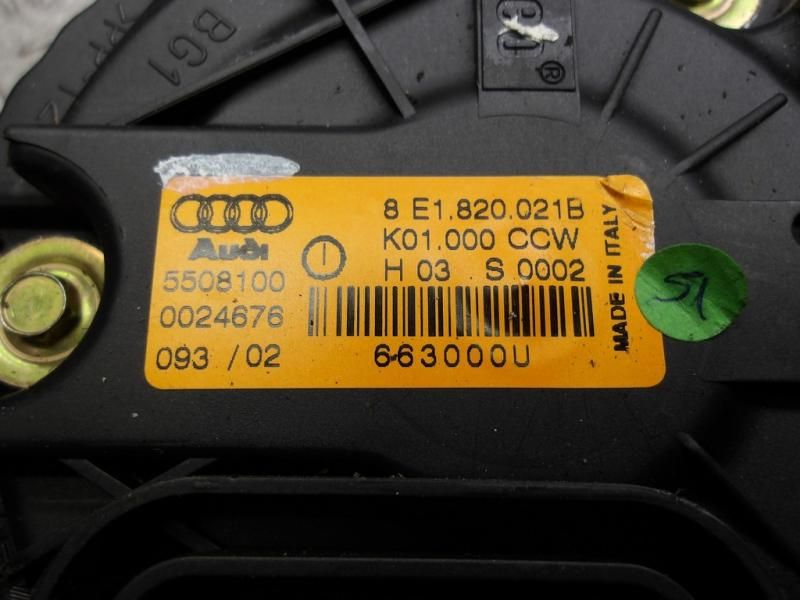 BG1
®
8 E1.820.021B
Audi
K01.000 CCW
H 03 S 0002
5508100
0024676
093 / 02
663000U
MADE IN ITALY
51